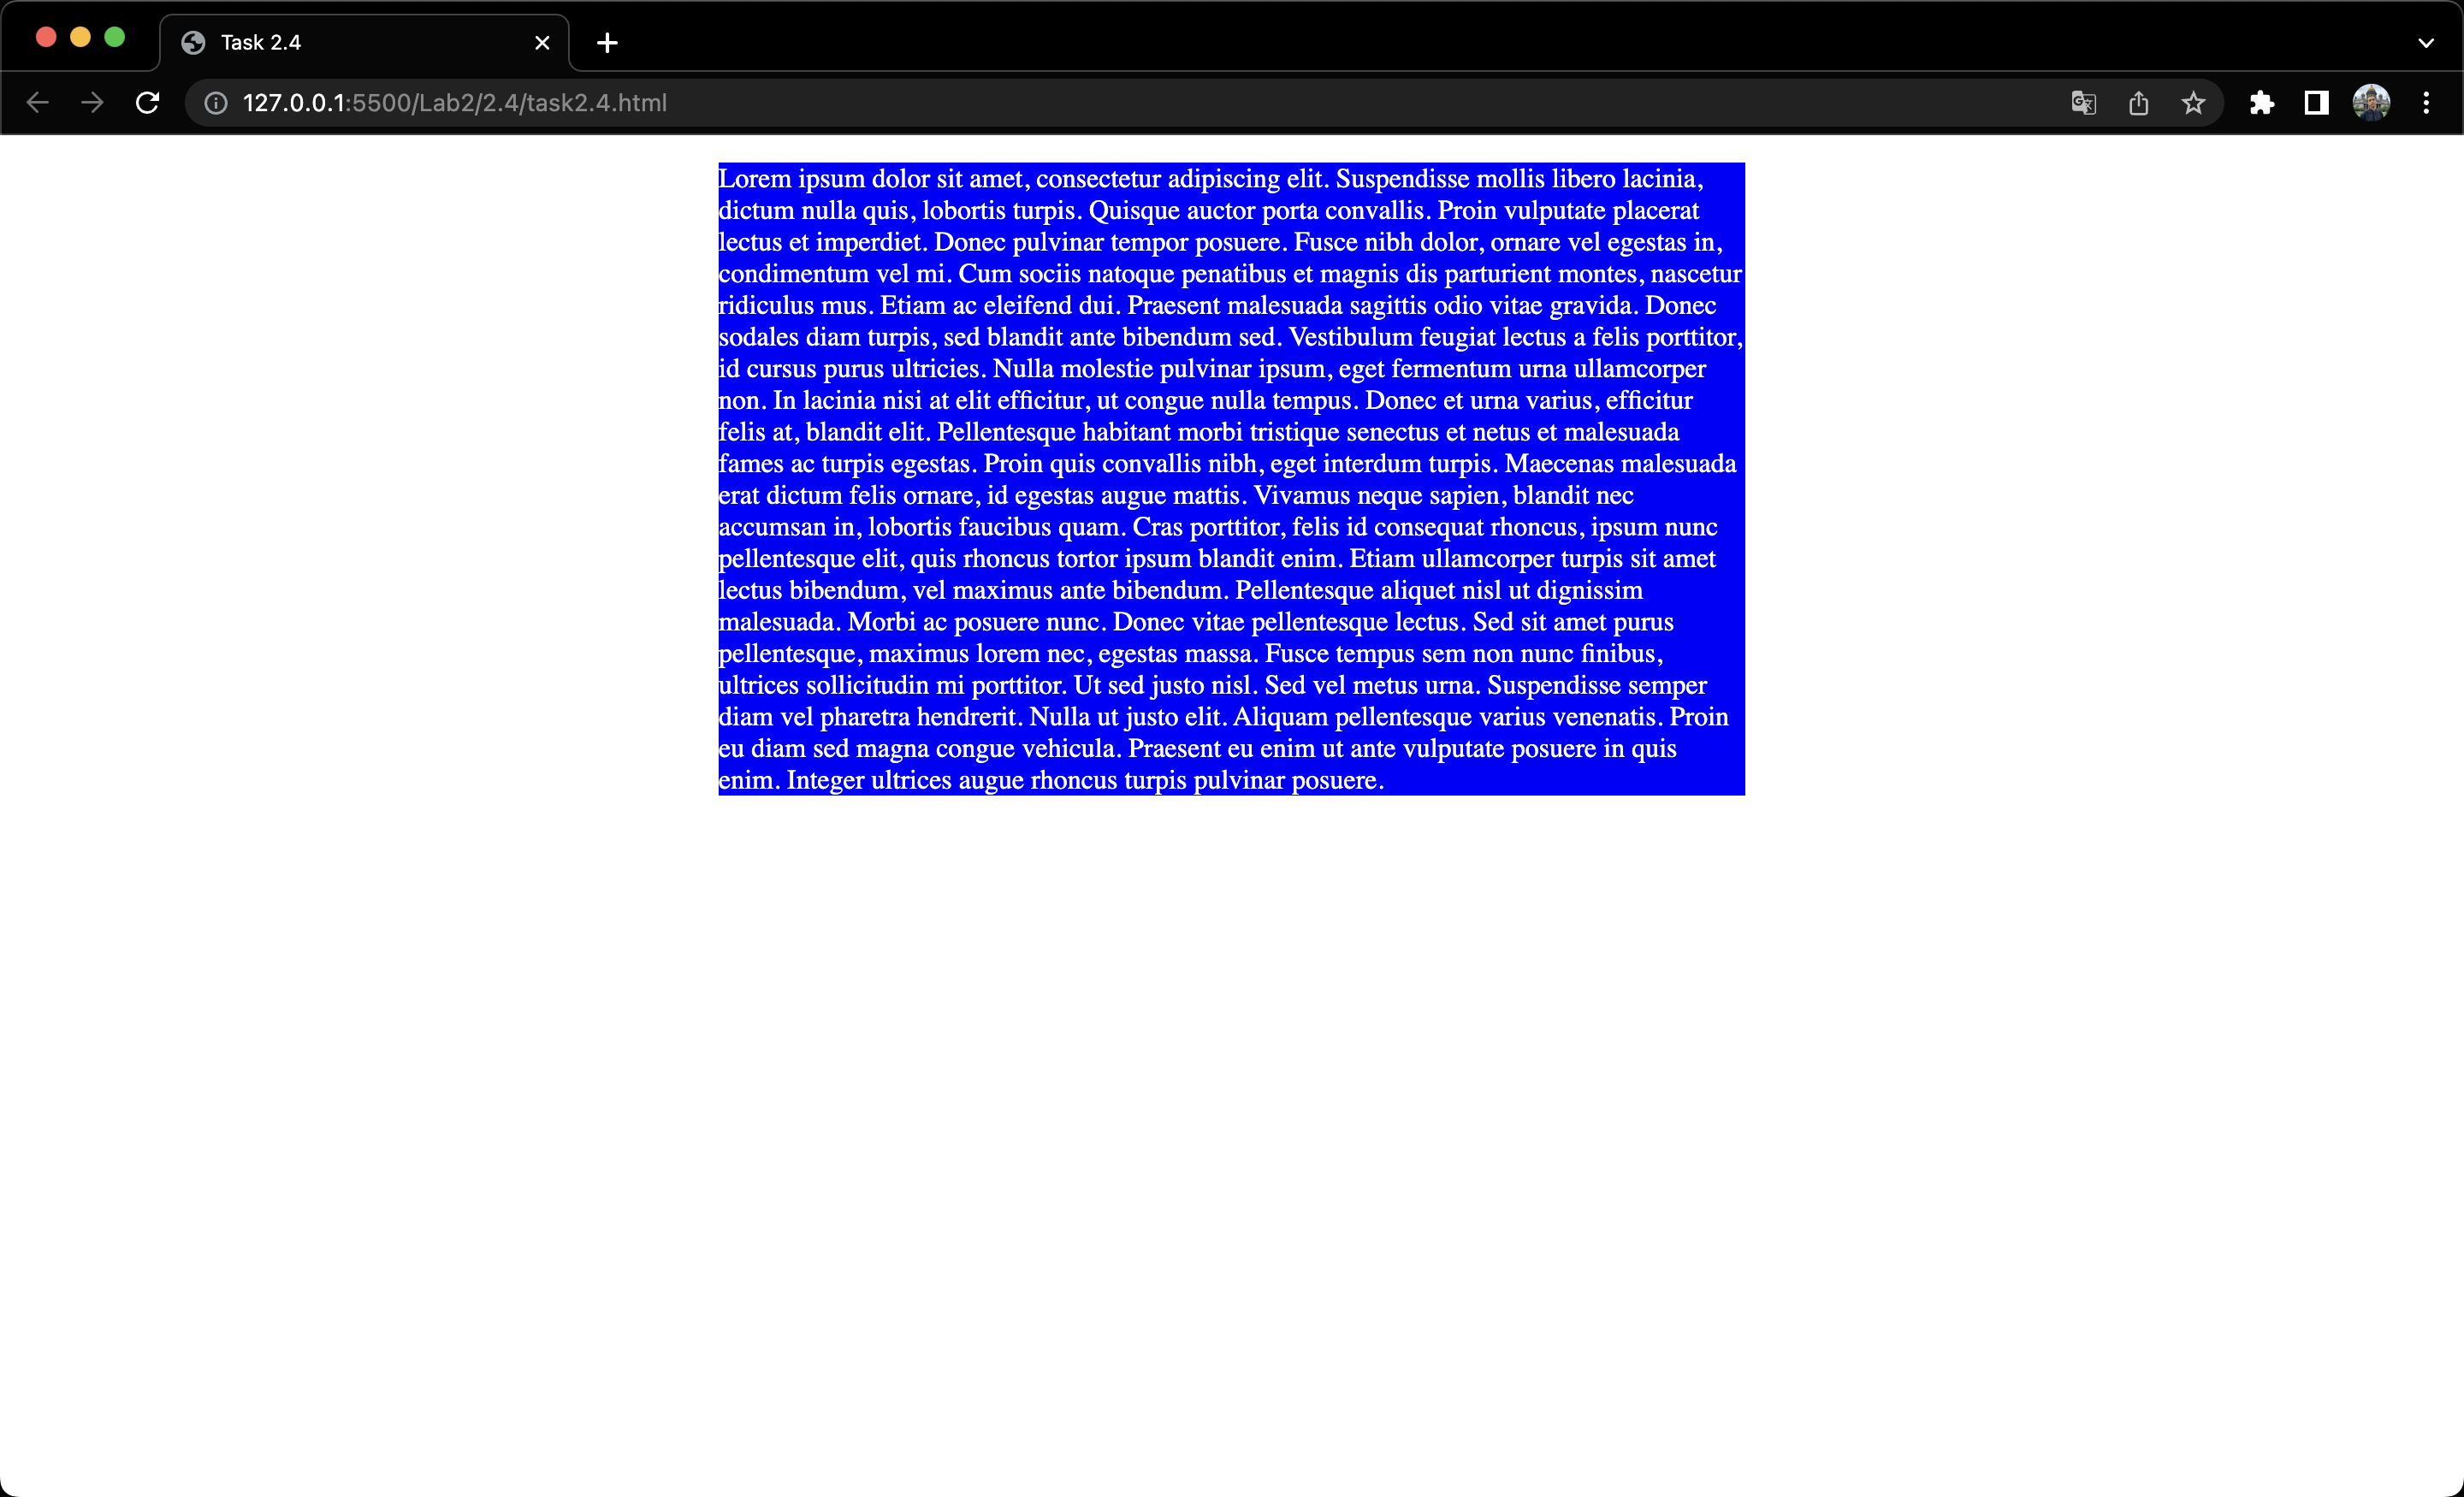 Task 2.4
127.0.0.1:5500/Lab2/2.4/task2.4.html
Lorem ipsum dolor sit amet, consectetur adipiscing elit. Suspendisse mollis libero lacinia,
dictum nulla quis, lobortis turpis. Quisque auctor porta convallis. Proin vulputate placerat
lectus et imperdiet. Donec pulvinar tempor posuere. Fusce nibh dolor, ornare vel egestas in,
condimentum vel mi. Cum sociis natoque penatibus et magnis dis parturient montes, nascetur
ridiculus mus. Etiam ac eleifend dui. Praesent malesuada sagittis odio vitae gravida. Donec
sodales diam turpis, sed blandit ante bibendum sed. Vestibulum feugiat lectus a felis porttitor,
id cursus purus ultricies. Nulla molestie pulvinar ipsum, eget fermentum urna ullamcorper
non. In lacinia nisi at elit efficitur, ut congue nulla tempus. Donec et urna varius, efficitur
felis at, blandit elit. Pellentesque habitant morbi tristique senectus et netus et malesuada
fames ac turpis egestas. Proin quis convallis nibh, eget interdum turpis. Maecenas malesuada
erat dictum felis ornare, id egestas augue mattis. Vivamus neque sapien, blandit nec
accumsan in, lobortis faucibus quam. Cras porttitor, felis id consequat rhoncus, ipsum nunc
pellentesque elit, quis rhoncus tortor ipsum blandit enim. Etiam ullamcorper turpis sit amet
lectus bibendum, vel maximus ante bibendum. Pellentesque aliquet nisl ut dignissim
malesuada. Morbi ac posuere nunc. Donec vitae pellentesque lectus. Sed sit amet purus
pellentesque, maximus lorem nec, egestas massa. Fusce tempus sem non nunc finibus,
ultrices sollicitudin mi porttitor. Ut sed justo nisl. Sed vel metus urna. Suspendisse semper
diam vel pharetra hendrerit. Nulla ut justo elit. Aliquam pellentesque varius venenatis. Proin
eu diam sed magna congue vehicula. Praesent eu enim ut ante vulputate posuere in quis
enim. Integer ultrices augue rhoncus turpis pulvinar posuere.